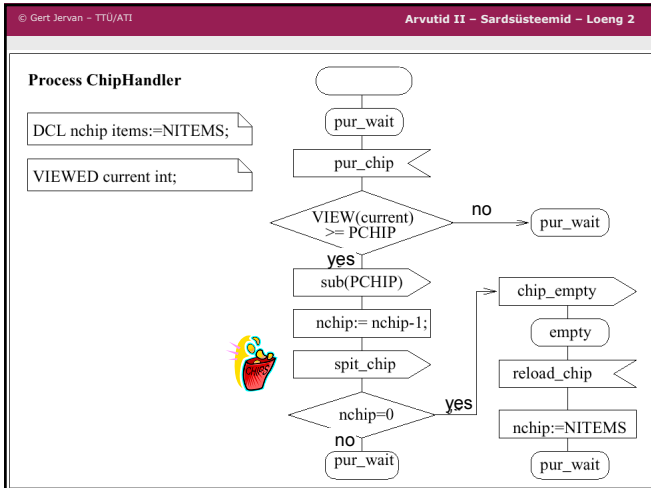 © Gert Jervan – TTÜ/ATI
Arvutid II – Sardsüsteemid – Loeng 2
Process ChipHandler
DCL nchip items:=NITEMS;
VIEWED current int;
pur_wait
pur_chip
VIEW(current)
>= PCHIP
no
pur_wait
yes
sub(PCHIP)
nchip:= nchip-1;
spit_chip
nchip=0
no
pur_wait
yes
chip_empty
empty
reload_chip
nchip:=NITEMS
pur_wait
CHIPS